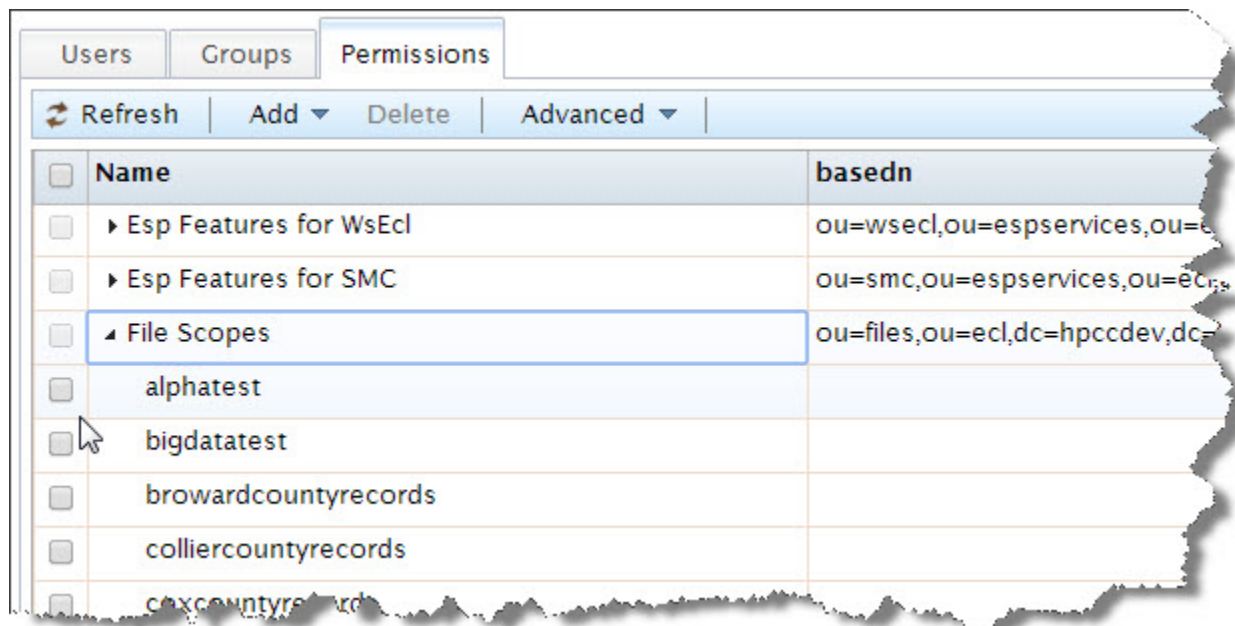 Users Groups Permissions
Refresh Add Delete Advanced
Name basedn
Esp Features for WsEcl ou=wsecl,ou=espservices,ou=
Esp Features for SMC ou=smc,ou=espservices,ou=ecl,
File Scopes ou=files,ou=ecl,dc=hpccdev,dc=
alphatest
bigdatatest
browardcountyrecords
colliercountyrecords